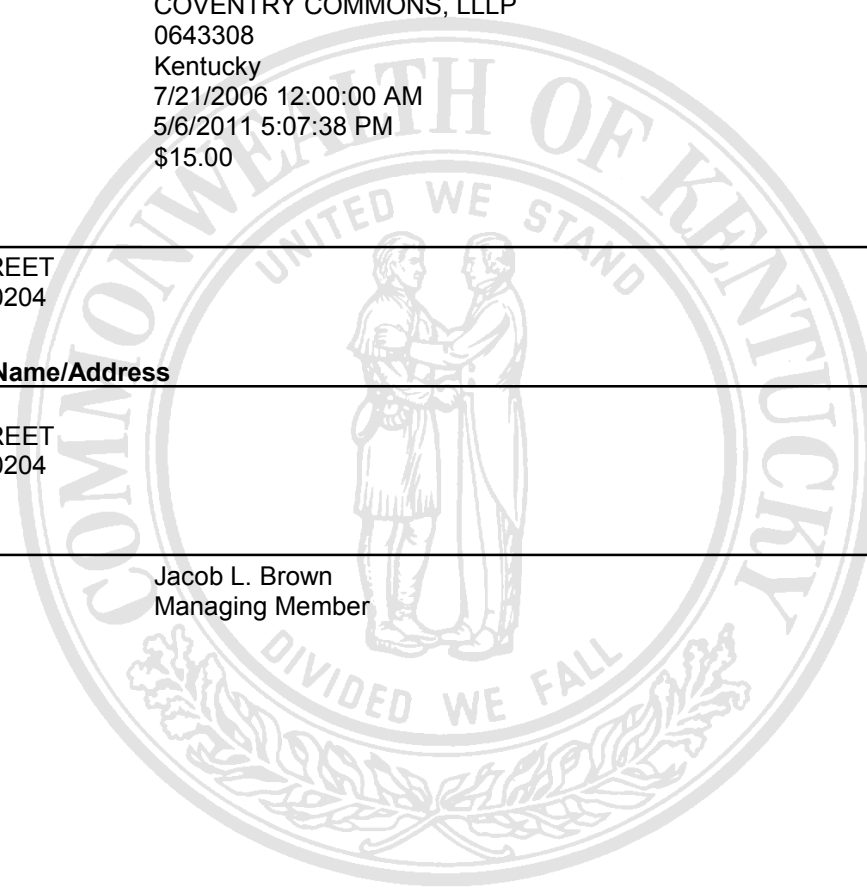 COVENTRY COMMONS, LLLP
0643308
Kentucky
7/21/2006 12:00:00 AM
5/6/2011 5:07:38 PM
$15.00
REET
0204
Name/Address
REET
0204
Jacob L. Brown
Managing Member
COMMONWEALTH OF KENTUCKY
UNITED WE STAND
DIVIDED WE FALL